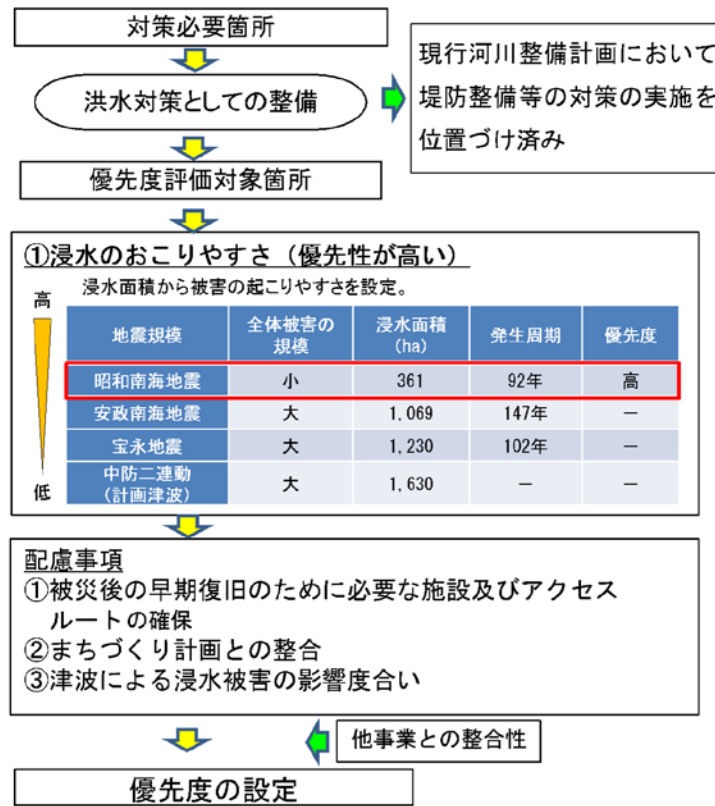 対策必要箇所
洪水対策としての整備
現行河川整備計画において
堤防整備等の対策の実施を
位置づけ済み
優先度評価対象箇所
①浸水のおこりやすさ（優先性が高い）
浸水面積から被害の起こりやすさを設定。
高
低
地震規模 全体被害の規模 浸水面積(ha) 発生周期 優先度
昭和南海地震 小 361 92年 高
安政南海地震 大 1,069 147年 －
宝永地震 大 1,230 102年 －
中防二連動(計画津波) 大 1,630 － －
配慮事項
①被災後の早期復旧のために必要な施設及びアクセス
ルートの確保
②まちづくり計画との整合
③津波による浸水被害の影響度合い
他事業との整合性
優先度の設定